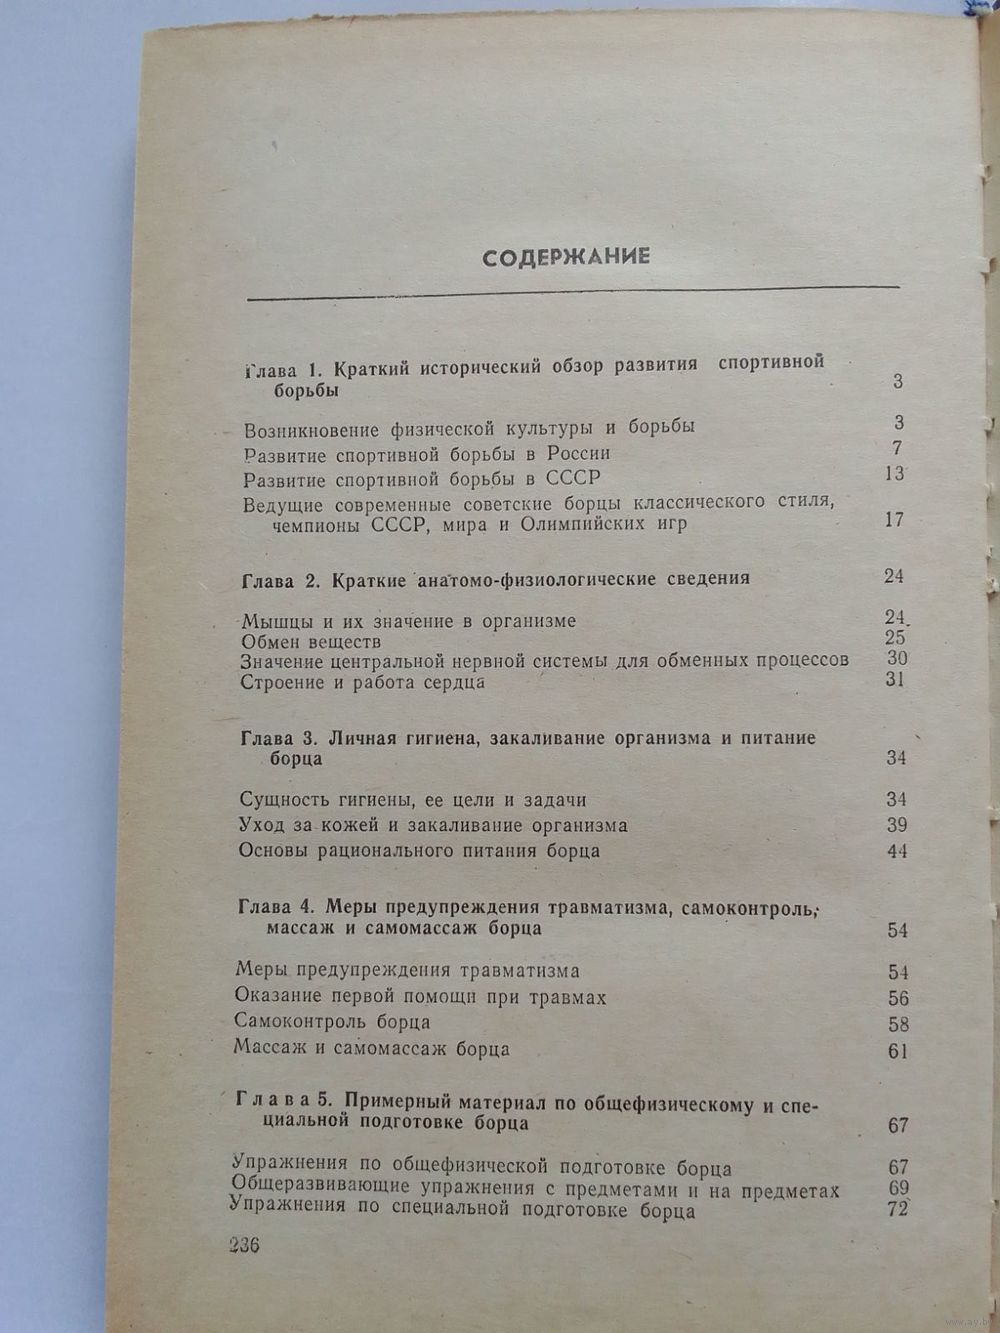 СОДЕРЖАНИЕ
Глава 1. Краткий исторический обзор развития спортивной
борьбы 3
Возникновение физической культуры и борьбы 3
Развитие спортивной борьбы в России 7
Развитие спортивной борьбы в СССР 13
Ведущие современные советские борцы классического стиля,
чемпионы СССР, мира и Олимпийских игр 17
Глава 2. Краткие анатомо-физиологические сведения 24
Мышцы и их значение в организме 24
Обмен веществ 25
Значение центральной нервной системы для обменных процессов 30
Строение и работа сердца 31
Глава 3. Личная гигиена, закаливание организма и питание
борца 34
Сущность гигиены, ее цели и задачи 34
Уход за кожей и закаливание организма 39
Основы рационального питания борца 44
Глава 4. Меры предупреждения травматизма, самоконтроль,
массаж и самомассаж борца 54
Меры предупреждения травматизма 54
Оказание первой помощи при травмах 56
Самоконтроль борца 58
Массаж и самомассаж борца 61
Глава 5. Примерный материал по общефизическому и спе-
циальной подготовке борца 67
Упражнения по общефизической подготовке борца 67
Общеразвивающие упражнения с предметами и на предметах 69
Упражнения по специальной подготовке борца 72
236
www.ay.by